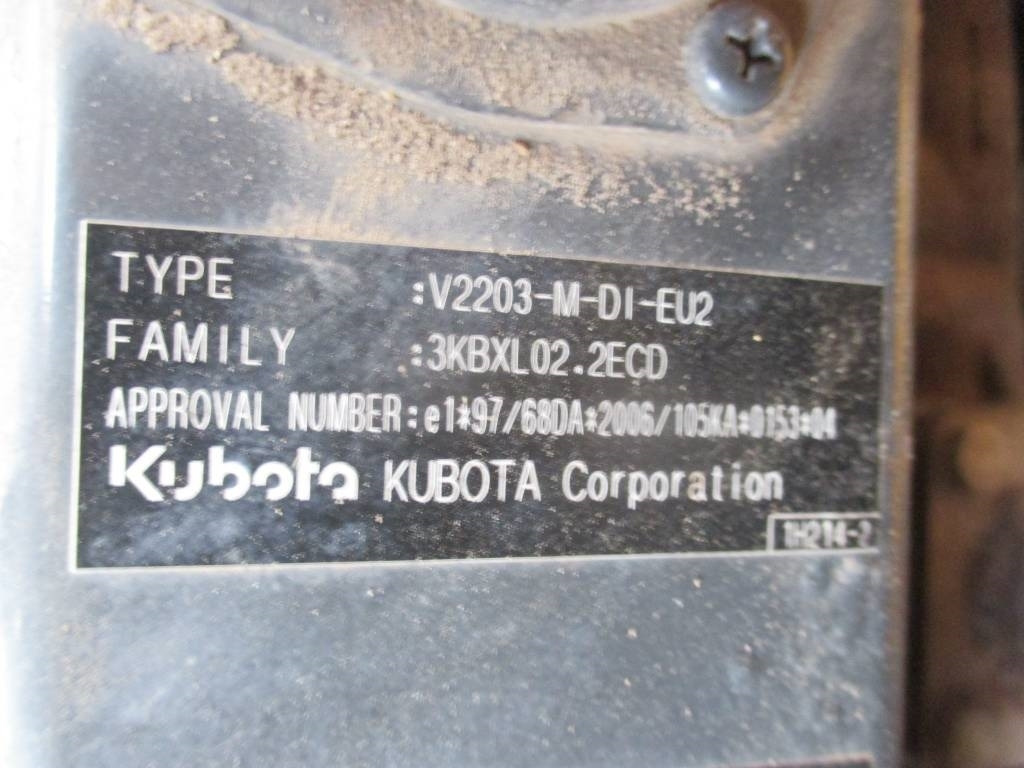 TYPE :V2203-M-DI-EU2
FAMILY :3KBXL02.2ECD
APPROVAL NUMBER:e1*97/68DA*2006/105KA*0153*04
Kubota KUBOTA Corporation
1H214-2